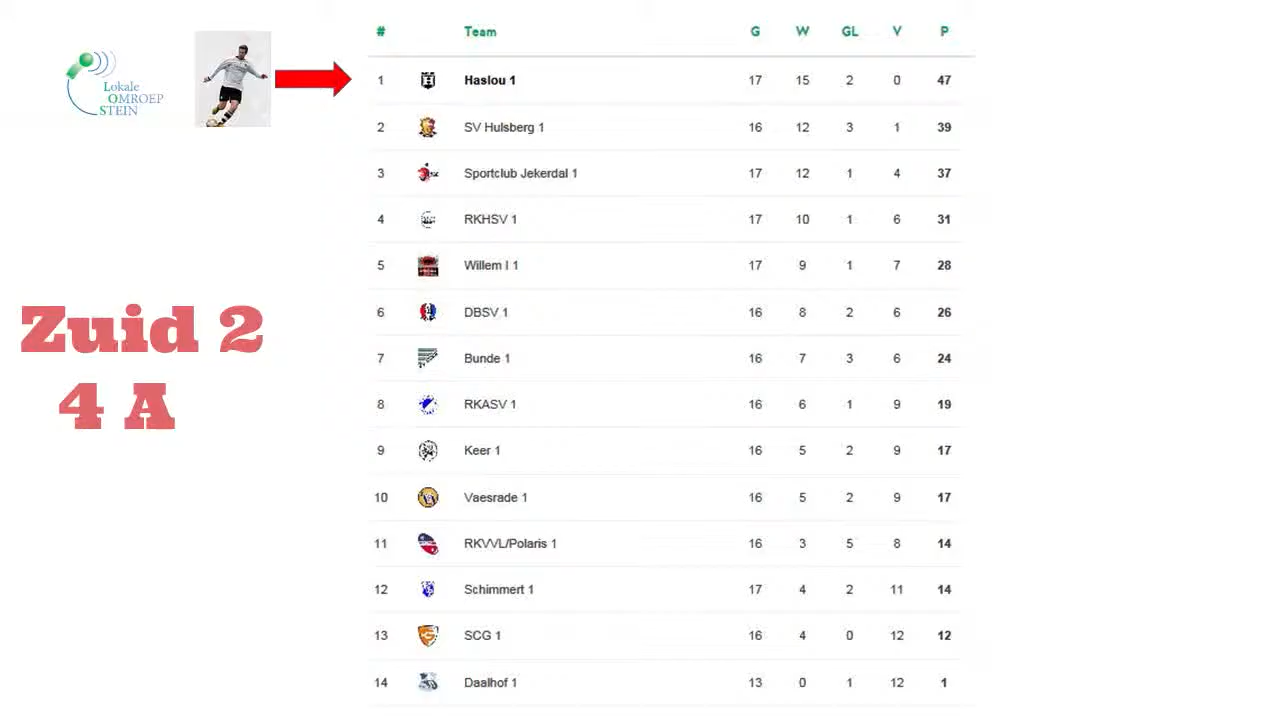 Lokale
OMROEP
STEIN
Zuid 2
4 A
# Team G W GL V P
1 Haslou 1 17 15 2 0 47
2 SV Hulsberg 1 16 12 3 1 39
3 Sportclub Jekerdal 1 17 12 1 4 37
4 RKHSV 1 17 10 1 6 31
5 Willem I 1 17 9 1 7 28
6 DBSV 1 16 8 2 6 26
7 Bunde 1 16 7 3 6 24
8 RKASV 1 16 6 1 9 19
9 Keer 1 16 5 2 9 17
10 Vaesrade 1 16 5 2 9 17
11 RKVVL/Polaris 1 16 3 5 8 14
12 Schimmert 1 17 4 2 11 14
13 SCG 1 16 4 0 12 12
14 Daalhof 1 13 0 1 12 1